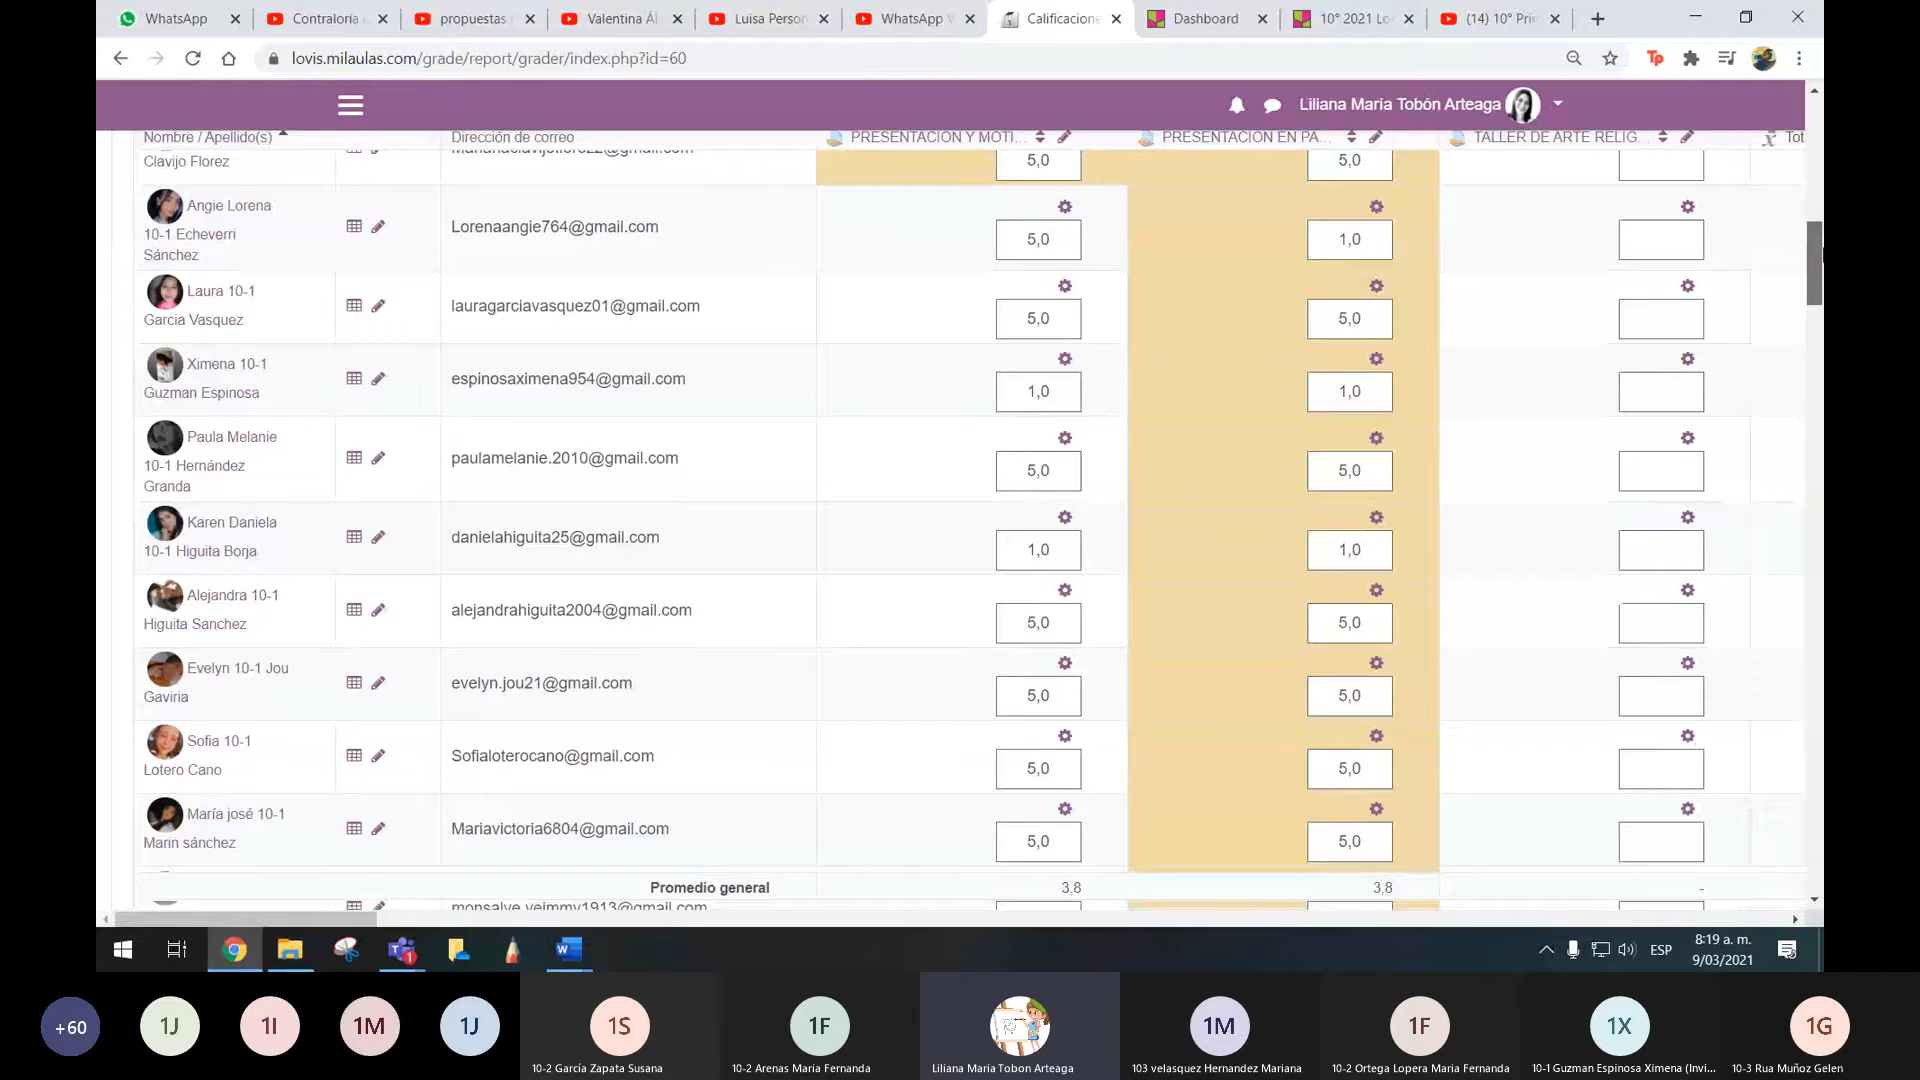 WhatsApp
Contraloría
propuestas
Valentina Ál
Luisa Person
WhatsApp V
Calificacione
Dashboard
10° 2021 Lo
(14) 10° Prin
lovis.milaulas.com/grade/report/grader/index.php?id=60
Liliana María Tobón Arteaga
Nombre / Apellido(s) Dirección de correo PRESENTACIÓN Y MOTI... PRESENTACIÓN EN PA... TALLER DE ARTE RELIG... Tot
Clavijo Florez 5,0 5,0
Angie Lorena
10-1 Echeverri
Sánchez
Lorenaangie764@gmail.com 5,0 1,0
Laura 10-1
Garcia Vasquez
lauragarciavasquez01@gmail.com 5,0 5,0
Ximena 10-1
Guzman Espinosa
espinosaximena954@gmail.com 1,0 1,0
Paula Melanie
10-1 Hernández
Granda
paulamelanie.2010@gmail.com 5,0 5,0
Karen Daniela
10-1 Higuita Borja
danielahiguita25@gmail.com 1,0 1,0
Alejandra 10-1
Higuita Sanchez
alejandrahiguita2004@gmail.com 5,0 5,0
Evelyn 10-1 Jou
Gaviria
evelyn.jou21@gmail.com 5,0 5,0
Sofia 10-1
Lotero Cano
Sofialoterocano@gmail.com 5,0 5,0
María josé 10-1
Marin sánchez
Mariavictoria6804@gmail.com 5,0 5,0
Promedio general 3,8 3,8 -
monsalve.yeimmy1913@gmail.com
ESP
8:19 a. m.
9/03/2021
+60
1J
1I
1M
1J
1S
1F
1M
1F
1X
1G
10-2 García Zapata Susana
10-2 Arenas Maria Fernanda
Liliana Maria Tobon Arteaga
103 velasquez Hernandez Mariana
10-2 Ortega Lopera Maria Fernanda
10-1 Guzman Espinosa Ximena (Invi...
10-3 Rua Muñoz Gelen